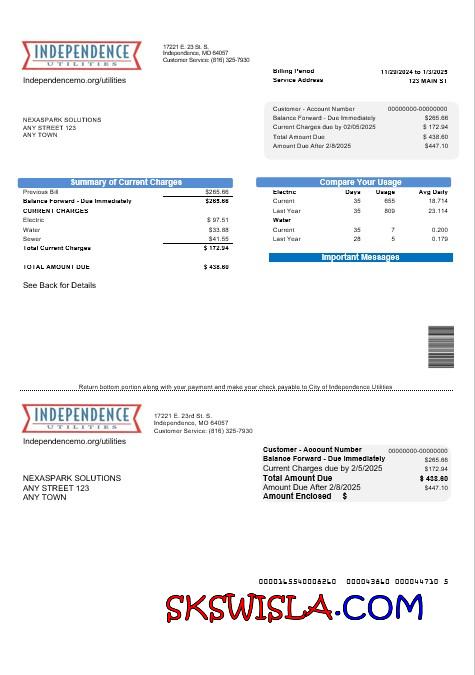 INDEPENDENCE
UTILITIES
17221 E. 23 St. S.
Independence, MO 64057
Customer Service: (816) 325-7930
Independencemo.org/utilities
Billing Period 11/29/2024 to 1/3/2025
Service Address 123 MAIN ST
Customer - Account Number 00000000-00000000
Balance Forward - Due Immediately $265.66
Current Charges due by 02/05/2025 $ 172.94
Total Amount Due $ 438.60
Amount Due After 2/8/2025 $447.10
NEXASPARK SOLUTIONS
ANY STREET 123
ANY TOWN
Summary of Current Charges
Previous Bill $265.66
Balance Forward - Due Immediately $265.66
CURRENT CHARGES
Electric $ 97.51
Water $33.88
Sewer $41.55
Total Current Charges $ 172.94
TOTAL AMOUNT DUE $ 438.60
See Back for Details
Compare Your Usage
Electric Days Usage Avg Daily
Current 35 655 18.714
Last Year 35 809 23.114
Water
Current 35 7 0.200
Last Year 28 5 0.179
Important Messages
Return bottom portion along with your payment and make your check payable to City of Independence Utilities
INDEPENDENCE
UTILITIES
17221 E. 23rd St. S.
Independence, MO 64057
Customer Service: (816) 325-7930
Independencemo.org/utilities
Customer - Account Number 00000000-00000000
Balance Forward - Due Immediately $265.66
Current Charges due by 2/5/2025 $172.94
Total Amount Due $ 438.60
Amount Due After 2/8/2025 $447.10
Amount Enclosed $
NEXASPARK SOLUTIONS
ANY STREET 123
ANY TOWN
0000165540008260 000043860 000044710 5
SKSWISLA.COM